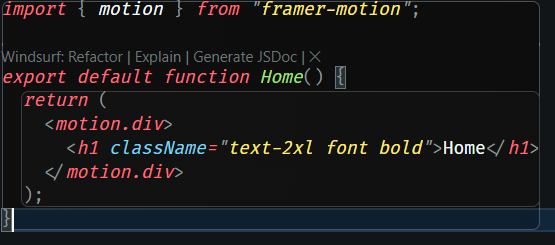 import { motion } from "framer-motion";
Windsurf: Refactor | Explain | Generate JSDoc | ×
export default function Home() {
return (
<motion.div>
<h1 className="text-2xl font bold">Home</h1>
</motion.div>
);
}